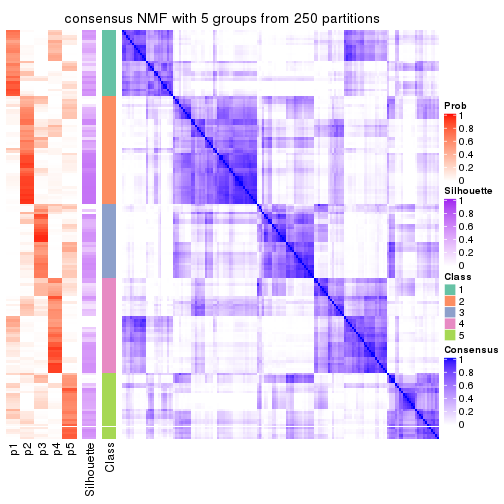 consensus NMF with 5 groups from 250 partitions
Prob
1
0.8
0.6
0.4
0.2
0
Silhouette
1
0.8
0.6
0.4
0.2
0
Class
1
2
3
4
5
Consensus
1
0.8
0.6
0.4
0.2
0
p1
p2
p3
p4
p5
Silhouette
Class